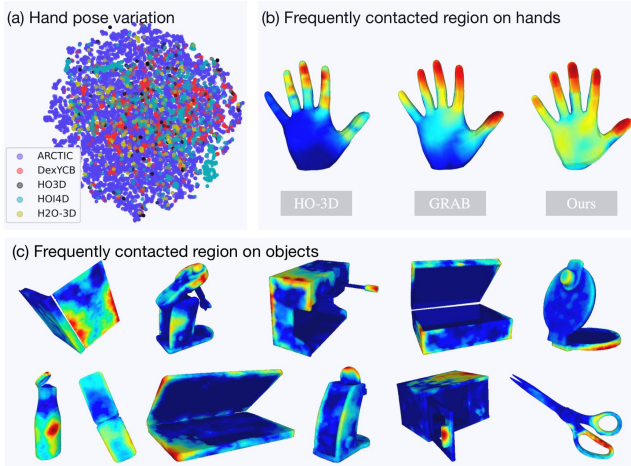 (a) Hand pose variation
ARCTIC
DexYCB
HO3D
HOI4D
H2O-3D
(b) Frequently contacted region on hands
HO-3D
GRAB
Ours
(c) Frequently contacted region on objects